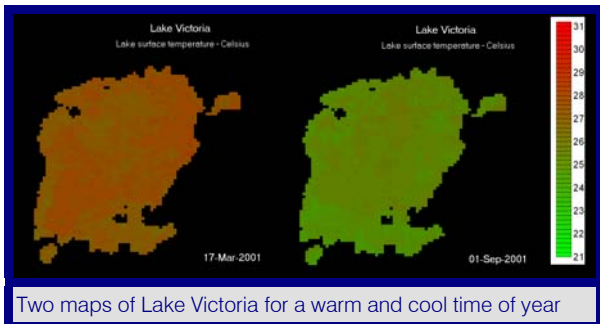 Lake Victoria
Lake surface temperature - Celsius
17-Mar-2001
Lake Victoria
Lake surface temperature - Celsius
01-Sep-2001
31
30
29
28
27
26
25
24
23
22
21
Two maps of Lake Victoria for a warm and cool time of year